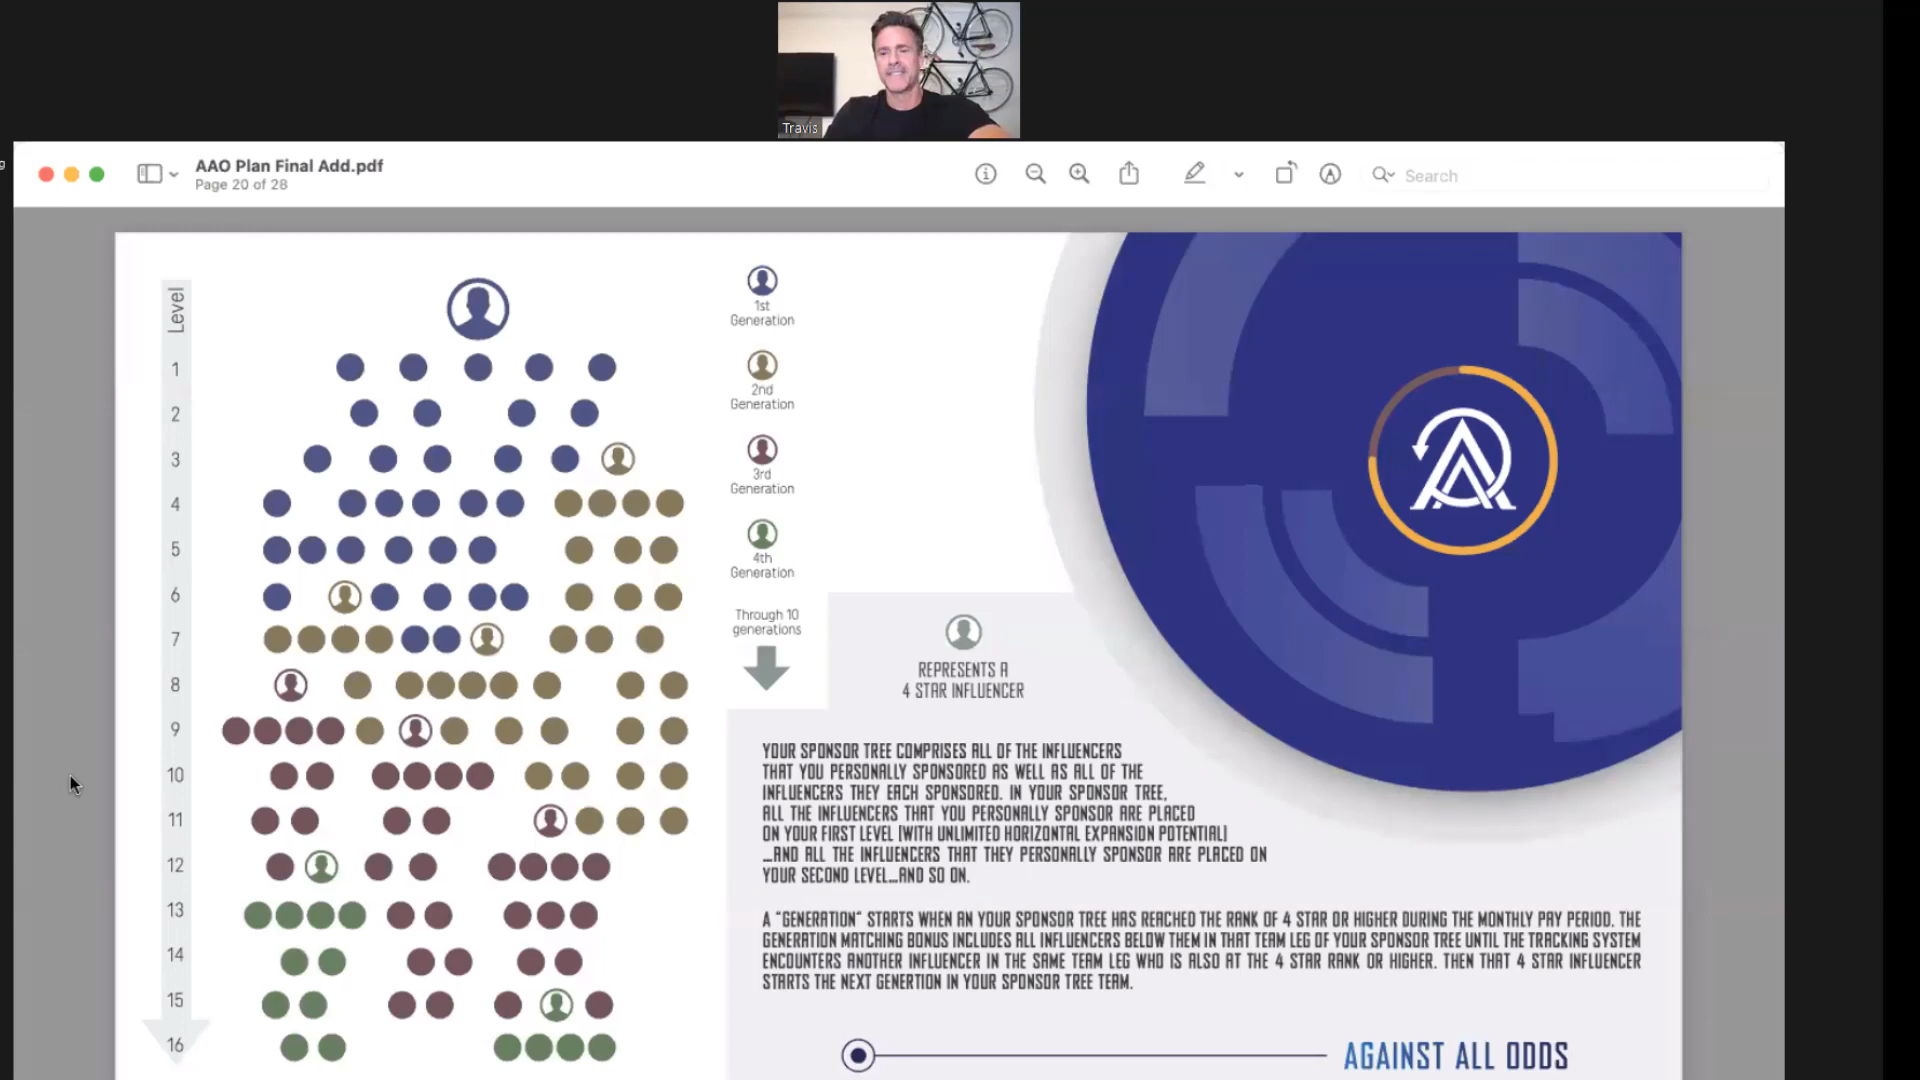 Travis
g
AAO Plan Final Add.pdf
Page 20 of 28
Search
Level
1
2
3
4
5
6
7
8
9
10
11
12
13
14
15
16
1st
Generation
2nd
Generation
3rd
Generation
4th
Generation
Through 10
generations
REPRESENTS A
4 STAR INFLUENCER
YOUR SPONSOR TREE COMPRISES ALL OF THE INFLUENCERS
THAT YOU PERSONALLY SPONSORED AS WELL AS ALL OF THE
INFLUENCERS THEY EACH SPONSORED. IN YOUR SPONSOR TREE,
ALL THE INFLUENCERS THAT YOU PERSONALLY SPONSOR ARE PLACED
ON YOUR FIRST LEVEL (WITH UNLIMITED HORIZONTAL EXPANSION POTENTIAL)
...AND ALL THE INFLUENCERS THAT THEY PERSONALLY SPONSOR ARE PLACED ON
YOUR SECOND LEVEL...AND SO ON.
A "GENERATION" STARTS WHEN AN YOUR SPONSOR TREE HAS REACHED THE RANK OF 4 STAR OR HIGHER DURING THE MONTHLY PAY PERIOD. THE
GENERATION MATCHING BONUS INCLUDES ALL INFLUENCERS BELOW THEM IN THAT TEAM LEG OF YOUR SPONSOR TREE UNTIL THE TRACKING SYSTEM
ENCOUNTERS ANOTHER INFLUENCER IN THE SAME TEAM LEG WHO IS ALSO AT THE 4 STAR RANK OR HIGHER. THEN THAT 4 STAR INFLUENCER
STARTS THE NEXT GENERTION IN YOUR SPONSOR TREE TEAM.
AGAINST ALL ODDS